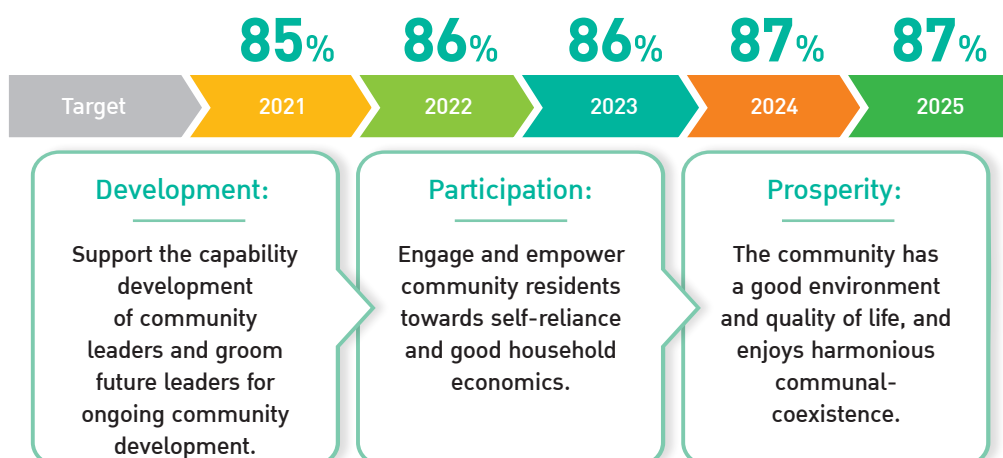 85% 86% 86% 87% 87%
Target 2021 2022 2023 2024 2025
Development:
Support the capability
development
of community
leaders and groom
future leaders for
ongoing community
development.
Participation:
Engage and empower
community residents
towards self-reliance
and good household
economics.
Prosperity:
The community has
a good environment
and quality of life, and
enjoys harmonious
communal-
coexistence.